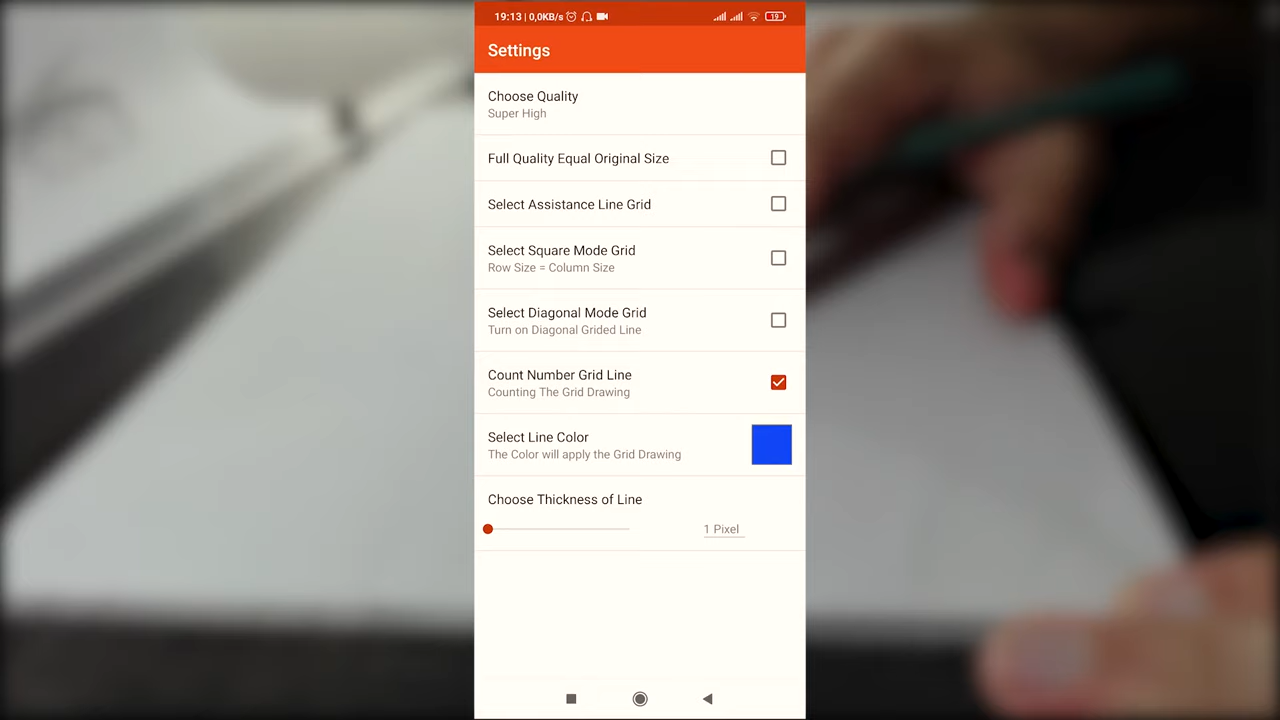 19:13 | 0,0KB/s 19
Settings
Choose Quality
Super High
Full Quality Equal Original Size
Select Assistance Line Grid
Select Square Mode Grid
Row Size = Column Size
Select Diagonal Mode Grid
Turn on Diagonal Grided Line
Count Number Grid Line
Counting The Grid Drawing
Select Line Color
The Color will apply the Grid Drawing
Choose Thickness of Line
1 Pixel